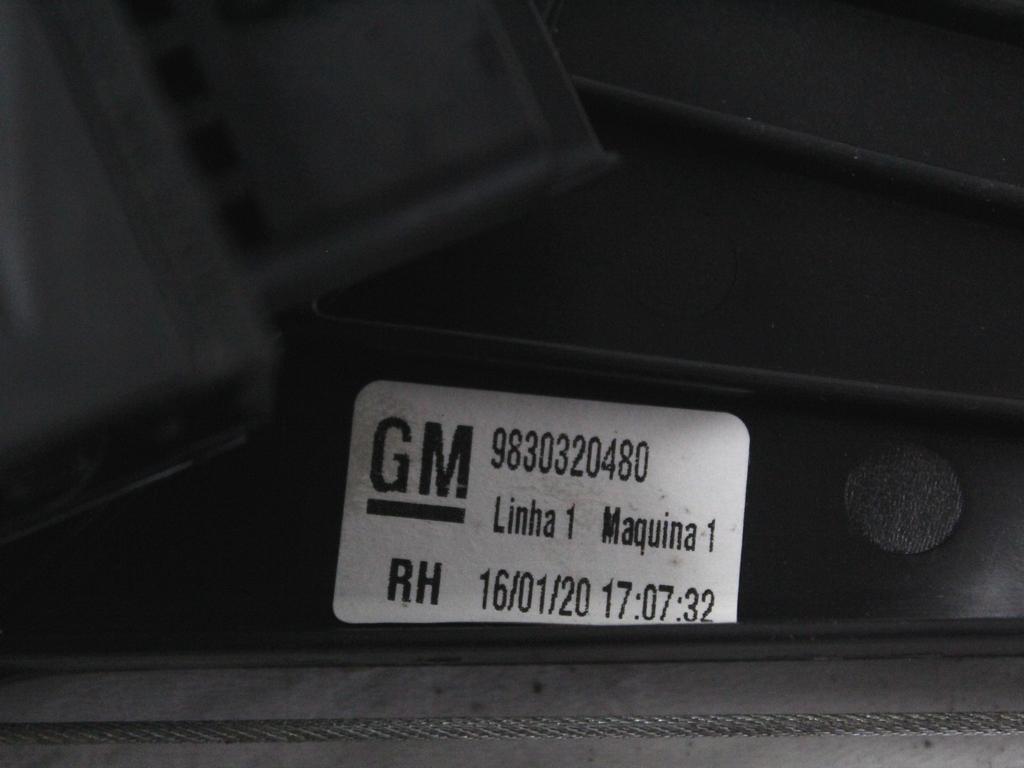 GM 9830320480
Linha 1 Maquina 1
RH 16/01/20 17:07:32